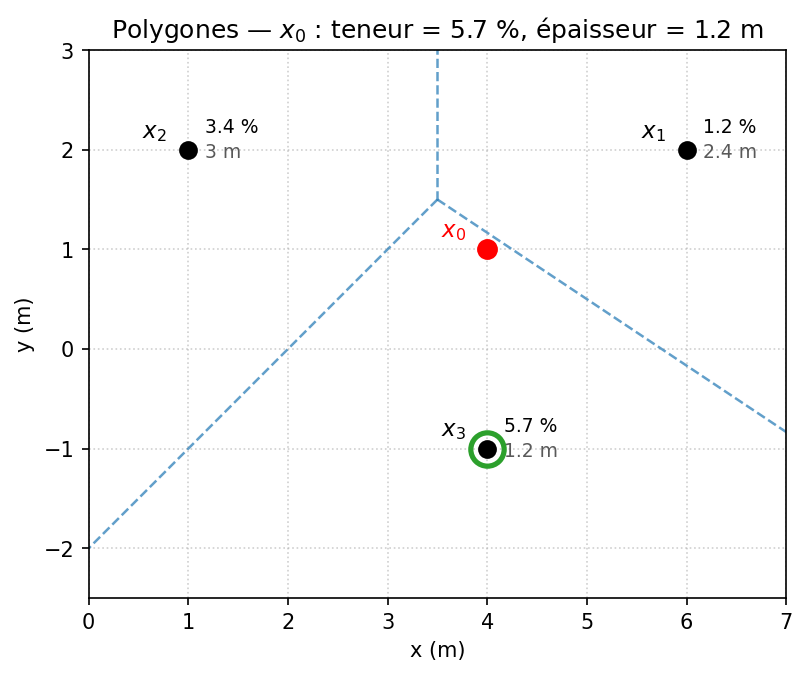 Polygones — x₀ : teneur = 5.7 %, épaisseur = 1.2 m
3
x₂
3.4 %
3 m
x₁
1.2 %
2.4 m
2
x₀
1
0
x₃
5.7 %
1.2 m
−1
−2
y (m)
0 1 2 3 4 5 6 7
x (m)